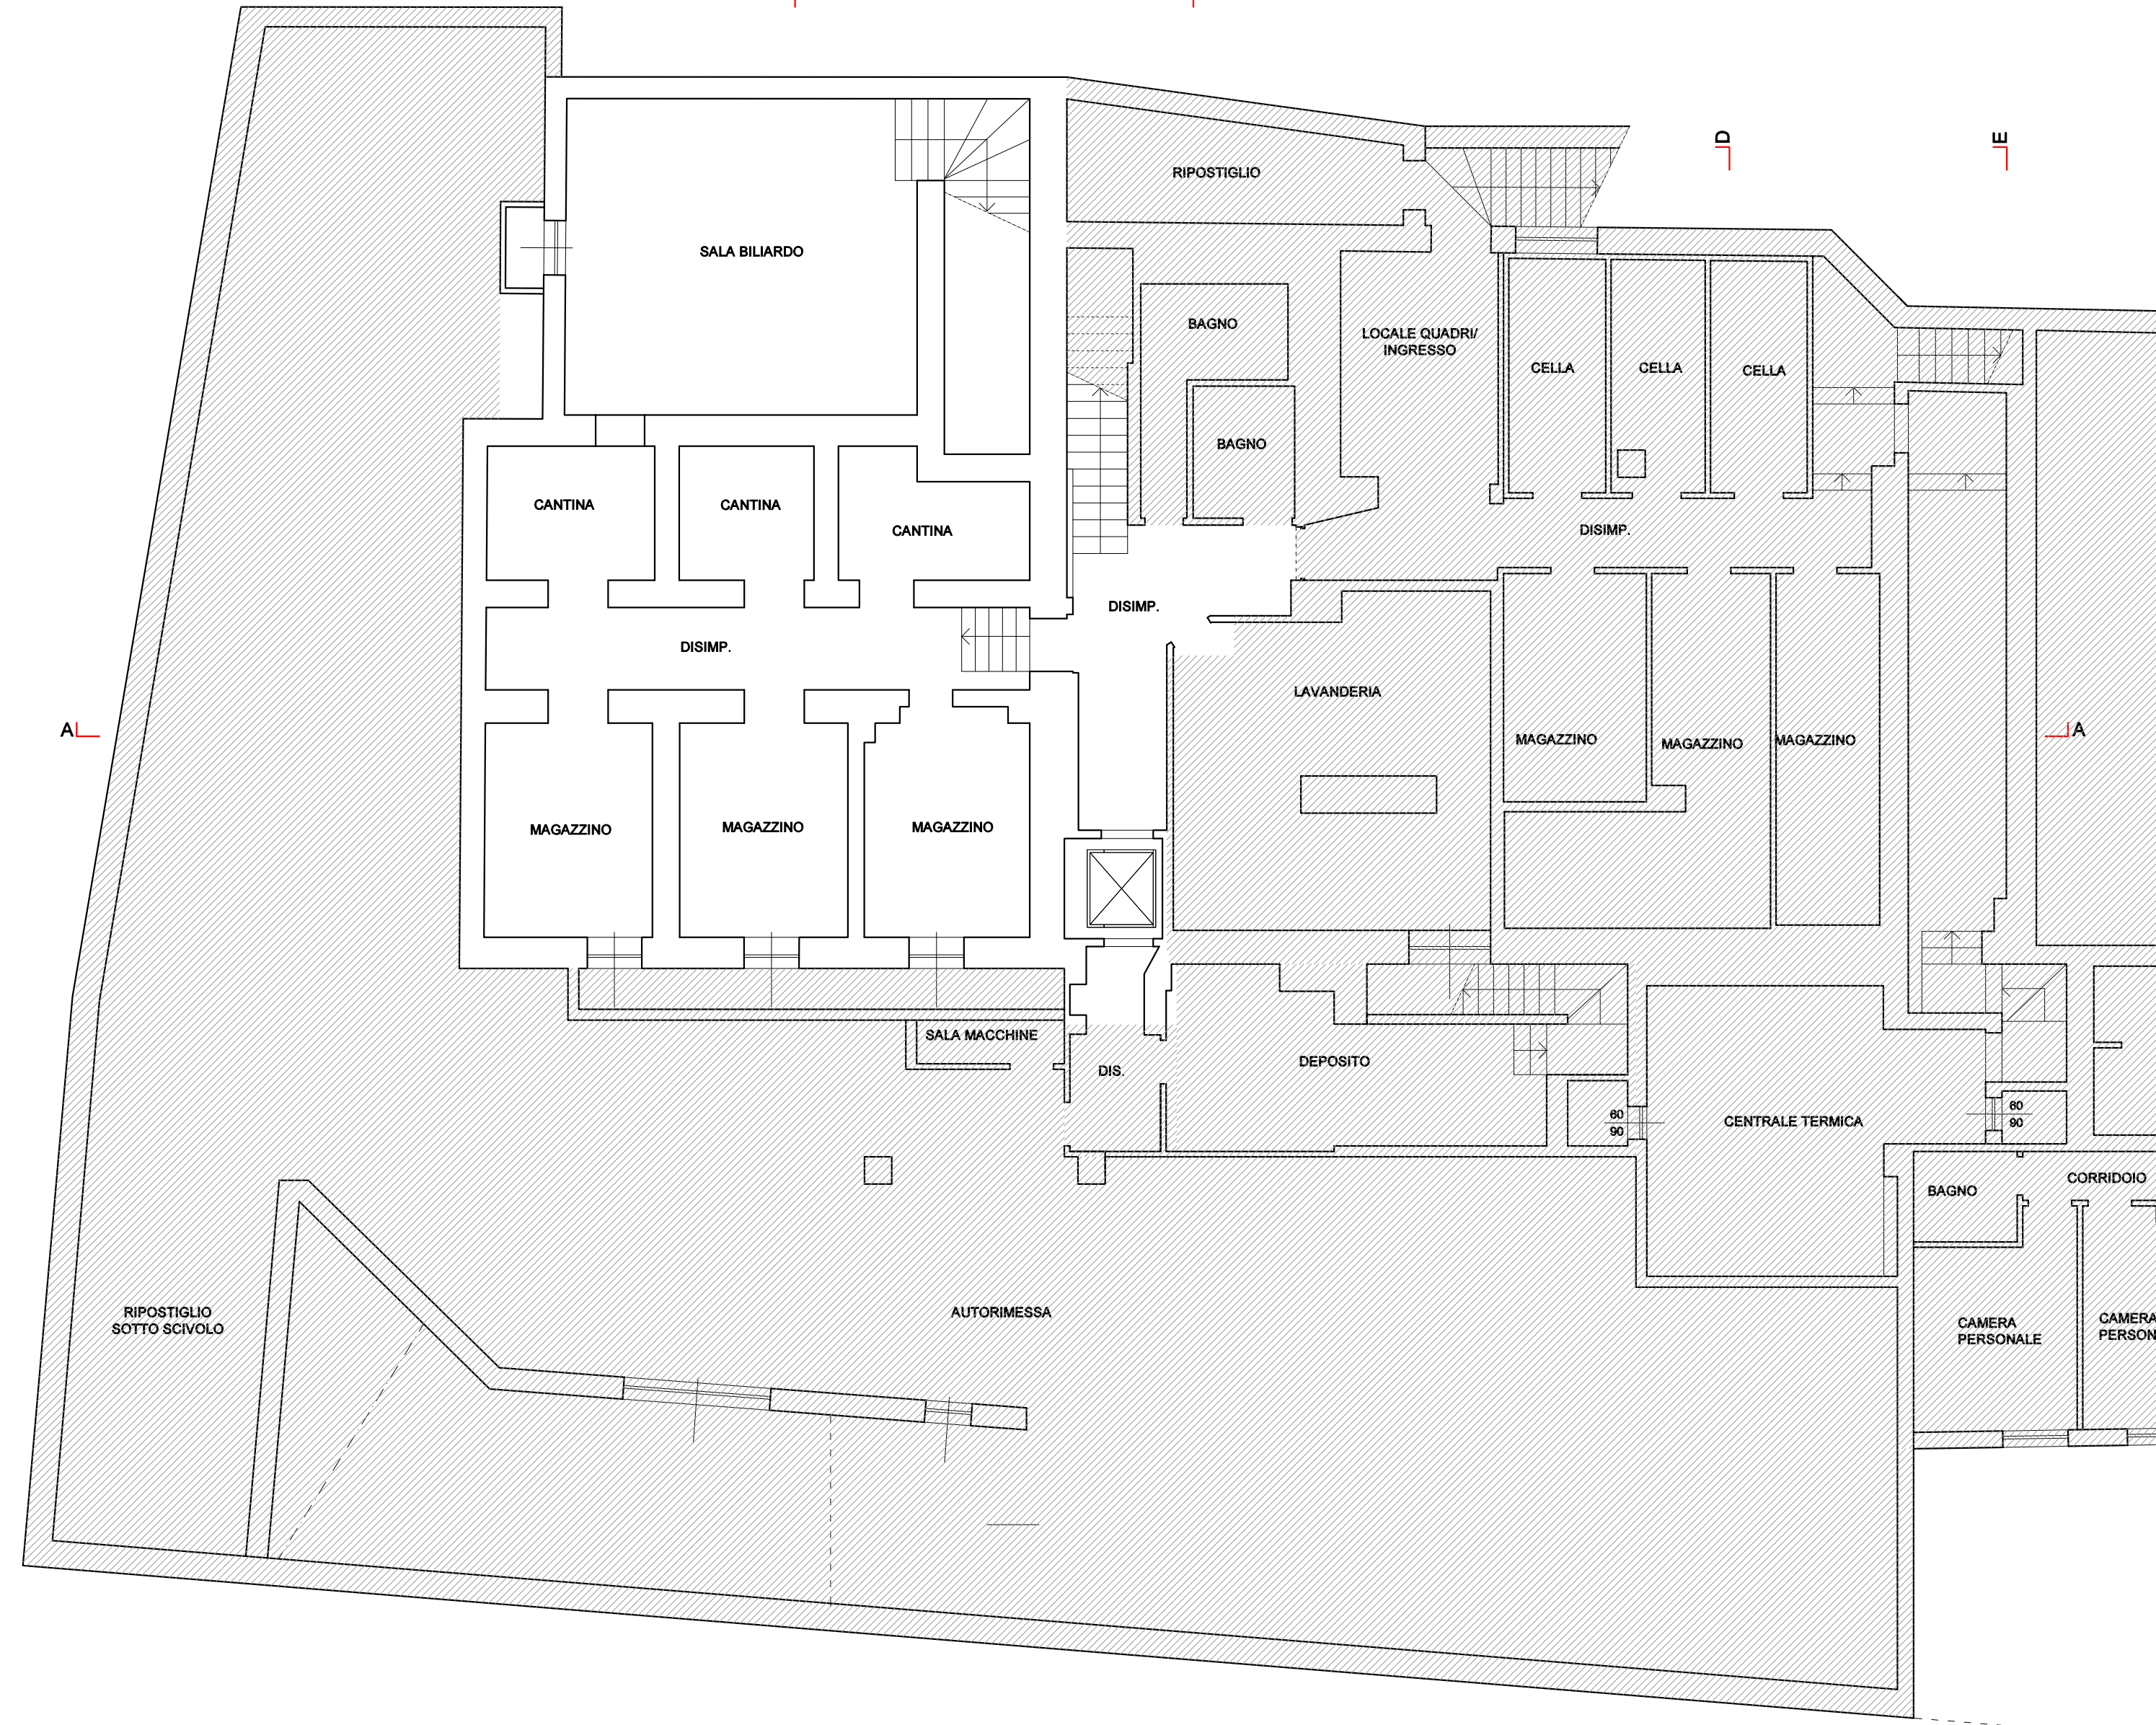 D
E
RIPOSTIGLIO
SALA BILIARDO
BAGNO
LOCALE QUADRI/
INGRESSO
CELLA
CELLA
CELLA
BAGNO
CANTINA
CANTINA
CANTINA
DISIMP.
DISIMP.
DISIMP.
LAVANDERIA
A
A
MAGAZZINO
MAGAZZINO
MAGAZZINO
MAGAZZINO
MAGAZZINO
MAGAZZINO
SALA MACCHINE
DIS.
DEPOSITO
60
90
CENTRALE TERMICA
60
90
BAGNO
CORRIDOIO
RIPOSTIGLIO
SOTTO SCIVOLO
AUTORIMESSA
CAMERA
PERSONALE
CAMERA
PERSON